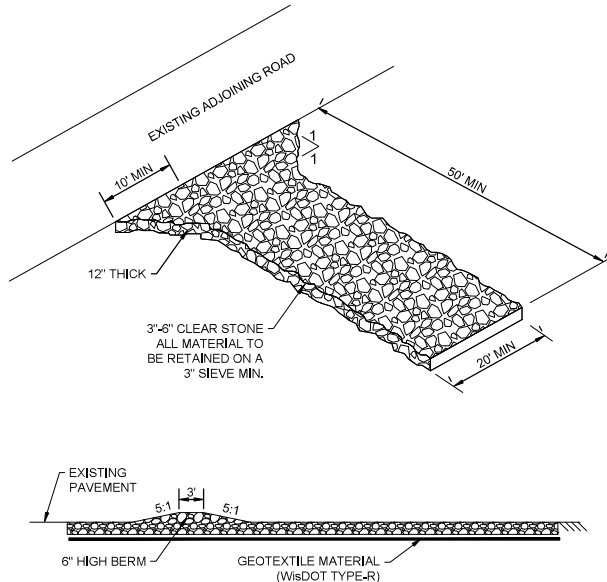 EXISTING ADJOINING ROAD
10' MIN
1
1
50' MIN
12" THICK
3"-6" CLEAR STONE
ALL MATERIAL TO
BE RETAINED ON A
3" SIEVE MIN.
20' MIN
EXISTING
PAVEMENT
5:1
3'
5:1
6" HIGH BERM
GEOTEXTILE MATERIAL
(WisDOT TYPE-R)